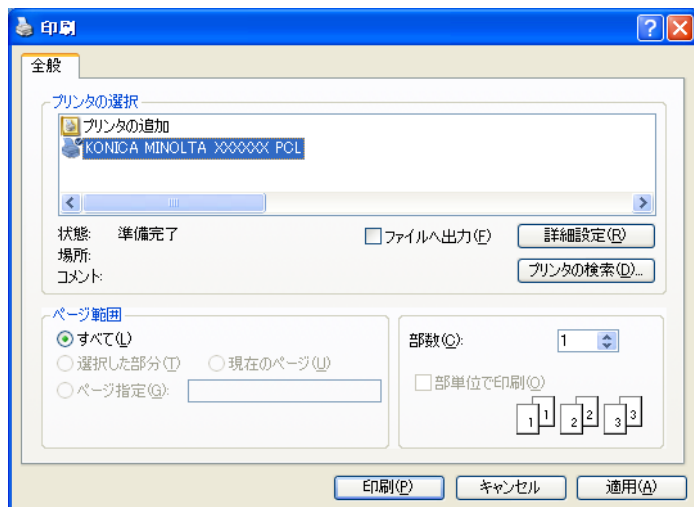 印刷
全般
プリンタの選択
プリンタの追加
KONICA MINOLTA XXXXXX PCL
状態: 準備完了
場所:
コメント:
ファイルへ出力(F)
詳細設定(R)
プリンタの検索(D)...
ページ範囲
すべて(L)
選択した部分(T) 現在のページ(U)
ページ指定(G):
部数(C): 1
部単位で印刷(O)
1 1 2 2 3 3
印刷(P) キャンセル 適用(A)